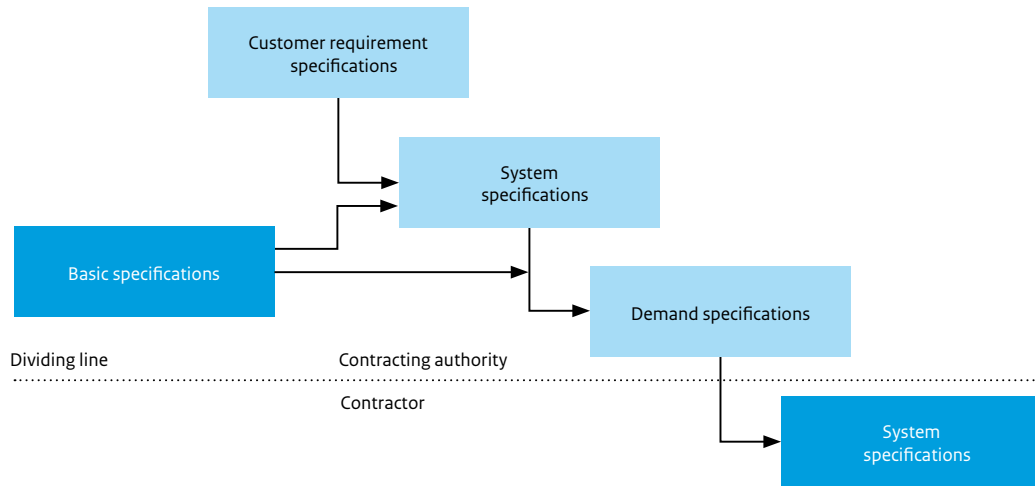 Customer requirement
specifications
System
specifications
Basic specifications
Demand specifications
Dividing line
Contracting authority
Contractor
System
specifications